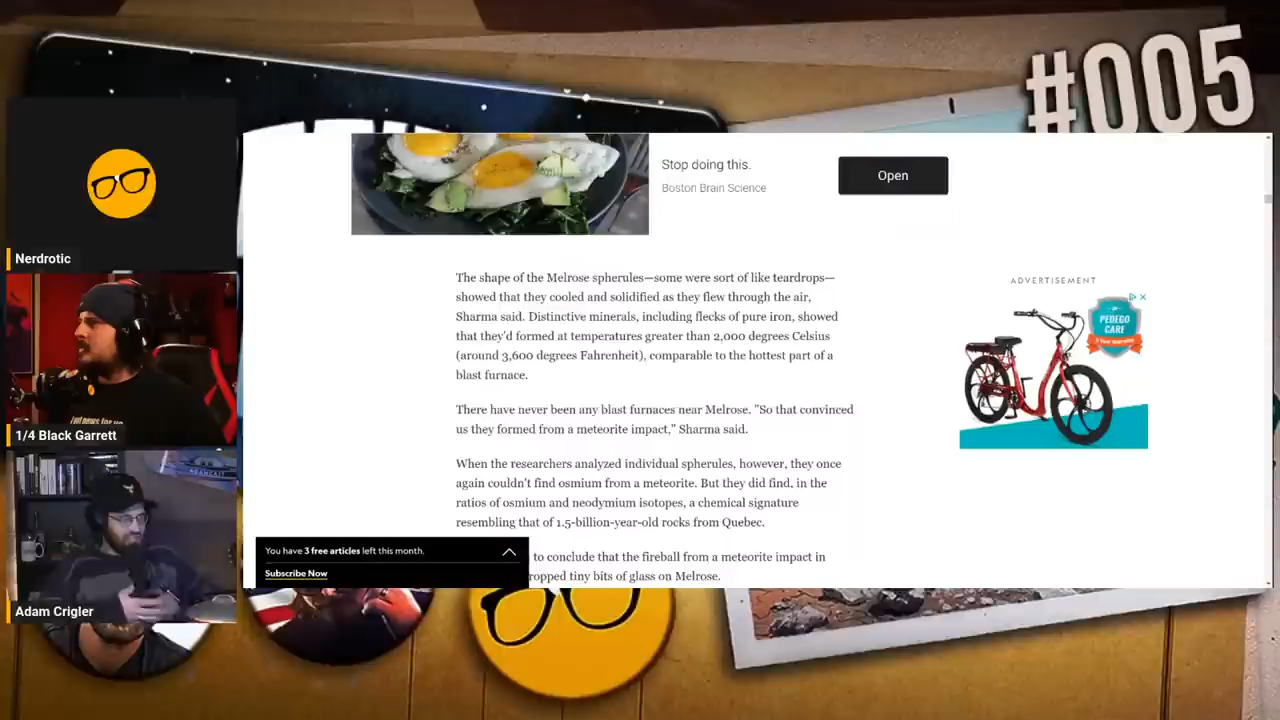 #005
Stop doing this.
Boston Brain Science
Open
Nerdrotic
1/4 Black Garrett
Adam Crigler
The shape of the Melrose spherules—some were sort of like teardrops—
showed that they cooled and solidified as they flew through the air,
Sharma said. Distinctive minerals, including flecks of pure iron, showed
that they'd formed at temperatures greater than 2,000 degrees Celsius
(around 3,600 degrees Fahrenheit), comparable to the hottest part of a
blast furnace.
There have never been any blast furnaces near Melrose. "So that convinced
us they formed from a meteorite impact," Sharma said.
When the researchers analyzed individual spherules, however, they once
again couldn't find osmium from a meteorite. But they did find, in the
ratios of osmium and neodymium isotopes, a chemical signature
resembling that of 1.5-billion-year-old rocks from Quebec.
to conclude that the fireball from a meteorite impact in
ropped tiny bits of glass on Melrose.
You have 3 free articles left this month.
Subscribe Now
ADVERTISEMENT
PEDEGO
CARE